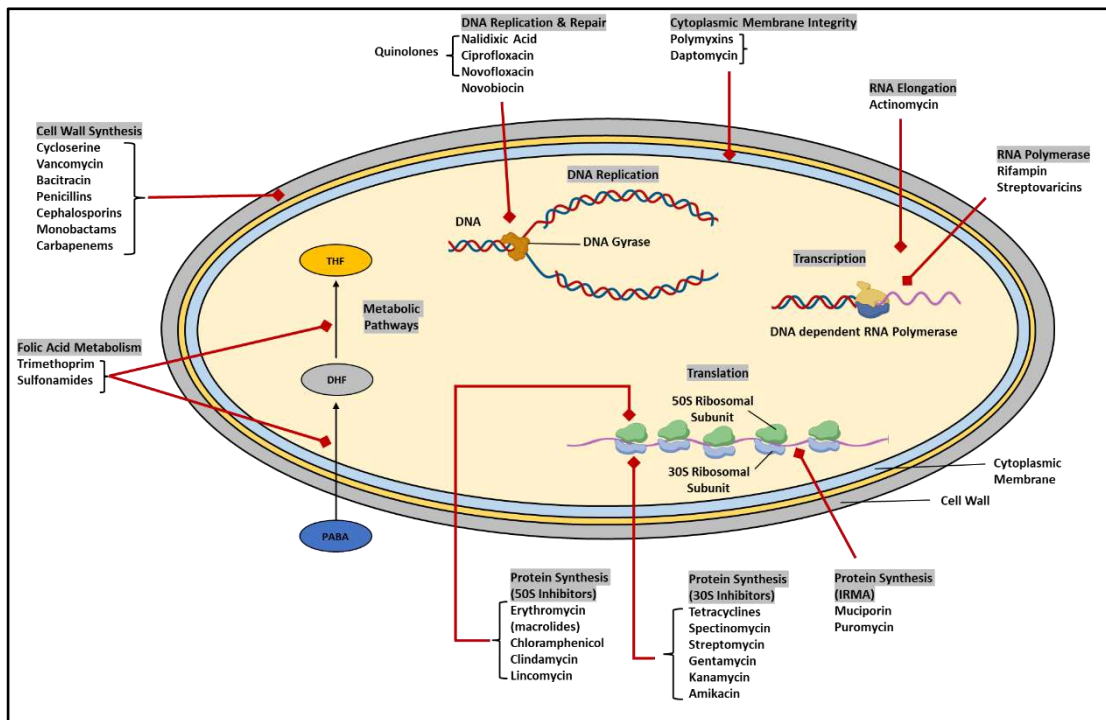 DNA Replication & Repair
Quinolones
Nalidixic Acid
Ciprofloxacin
Novofloxacin
Novobiocin
Cytoplasmic Membrane Integrity
Polymyxins
Daptomycin
RNA Elongation
Actinomycin
RNA Polymerase
Rifampin
Streptovaricins
Cell Wall Synthesis
Cycloserine
Vancomycin
Bacitracin
Penicillins
Cephalosporins
Monobactams
Carbapenems
DNA Replication
DNA
DNA Gyrase
Transcription
DNA dependent RNA Polymerase
THF
Metabolic
Pathways
Folic Acid Metabolism
Trimethoprim
Sulfonamides
DHF
PABA
Translation
50S Ribosomal
Subunit
30S Ribosomal
Subunit
Cytoplasmic
Membrane
Cell Wall
Protein Synthesis
(50S Inhibitors)
Erythromycin
(macrolides)
Chloramphenicol
Clindamycin
Lincomycin
Protein Synthesis
(30S Inhibitors)
Tetracyclines
Spectinomycin
Streptomycin
Gentamycin
Kanamycin
Amikacin
Protein Synthesis
(IRMA)
Muciporin
Puromycin